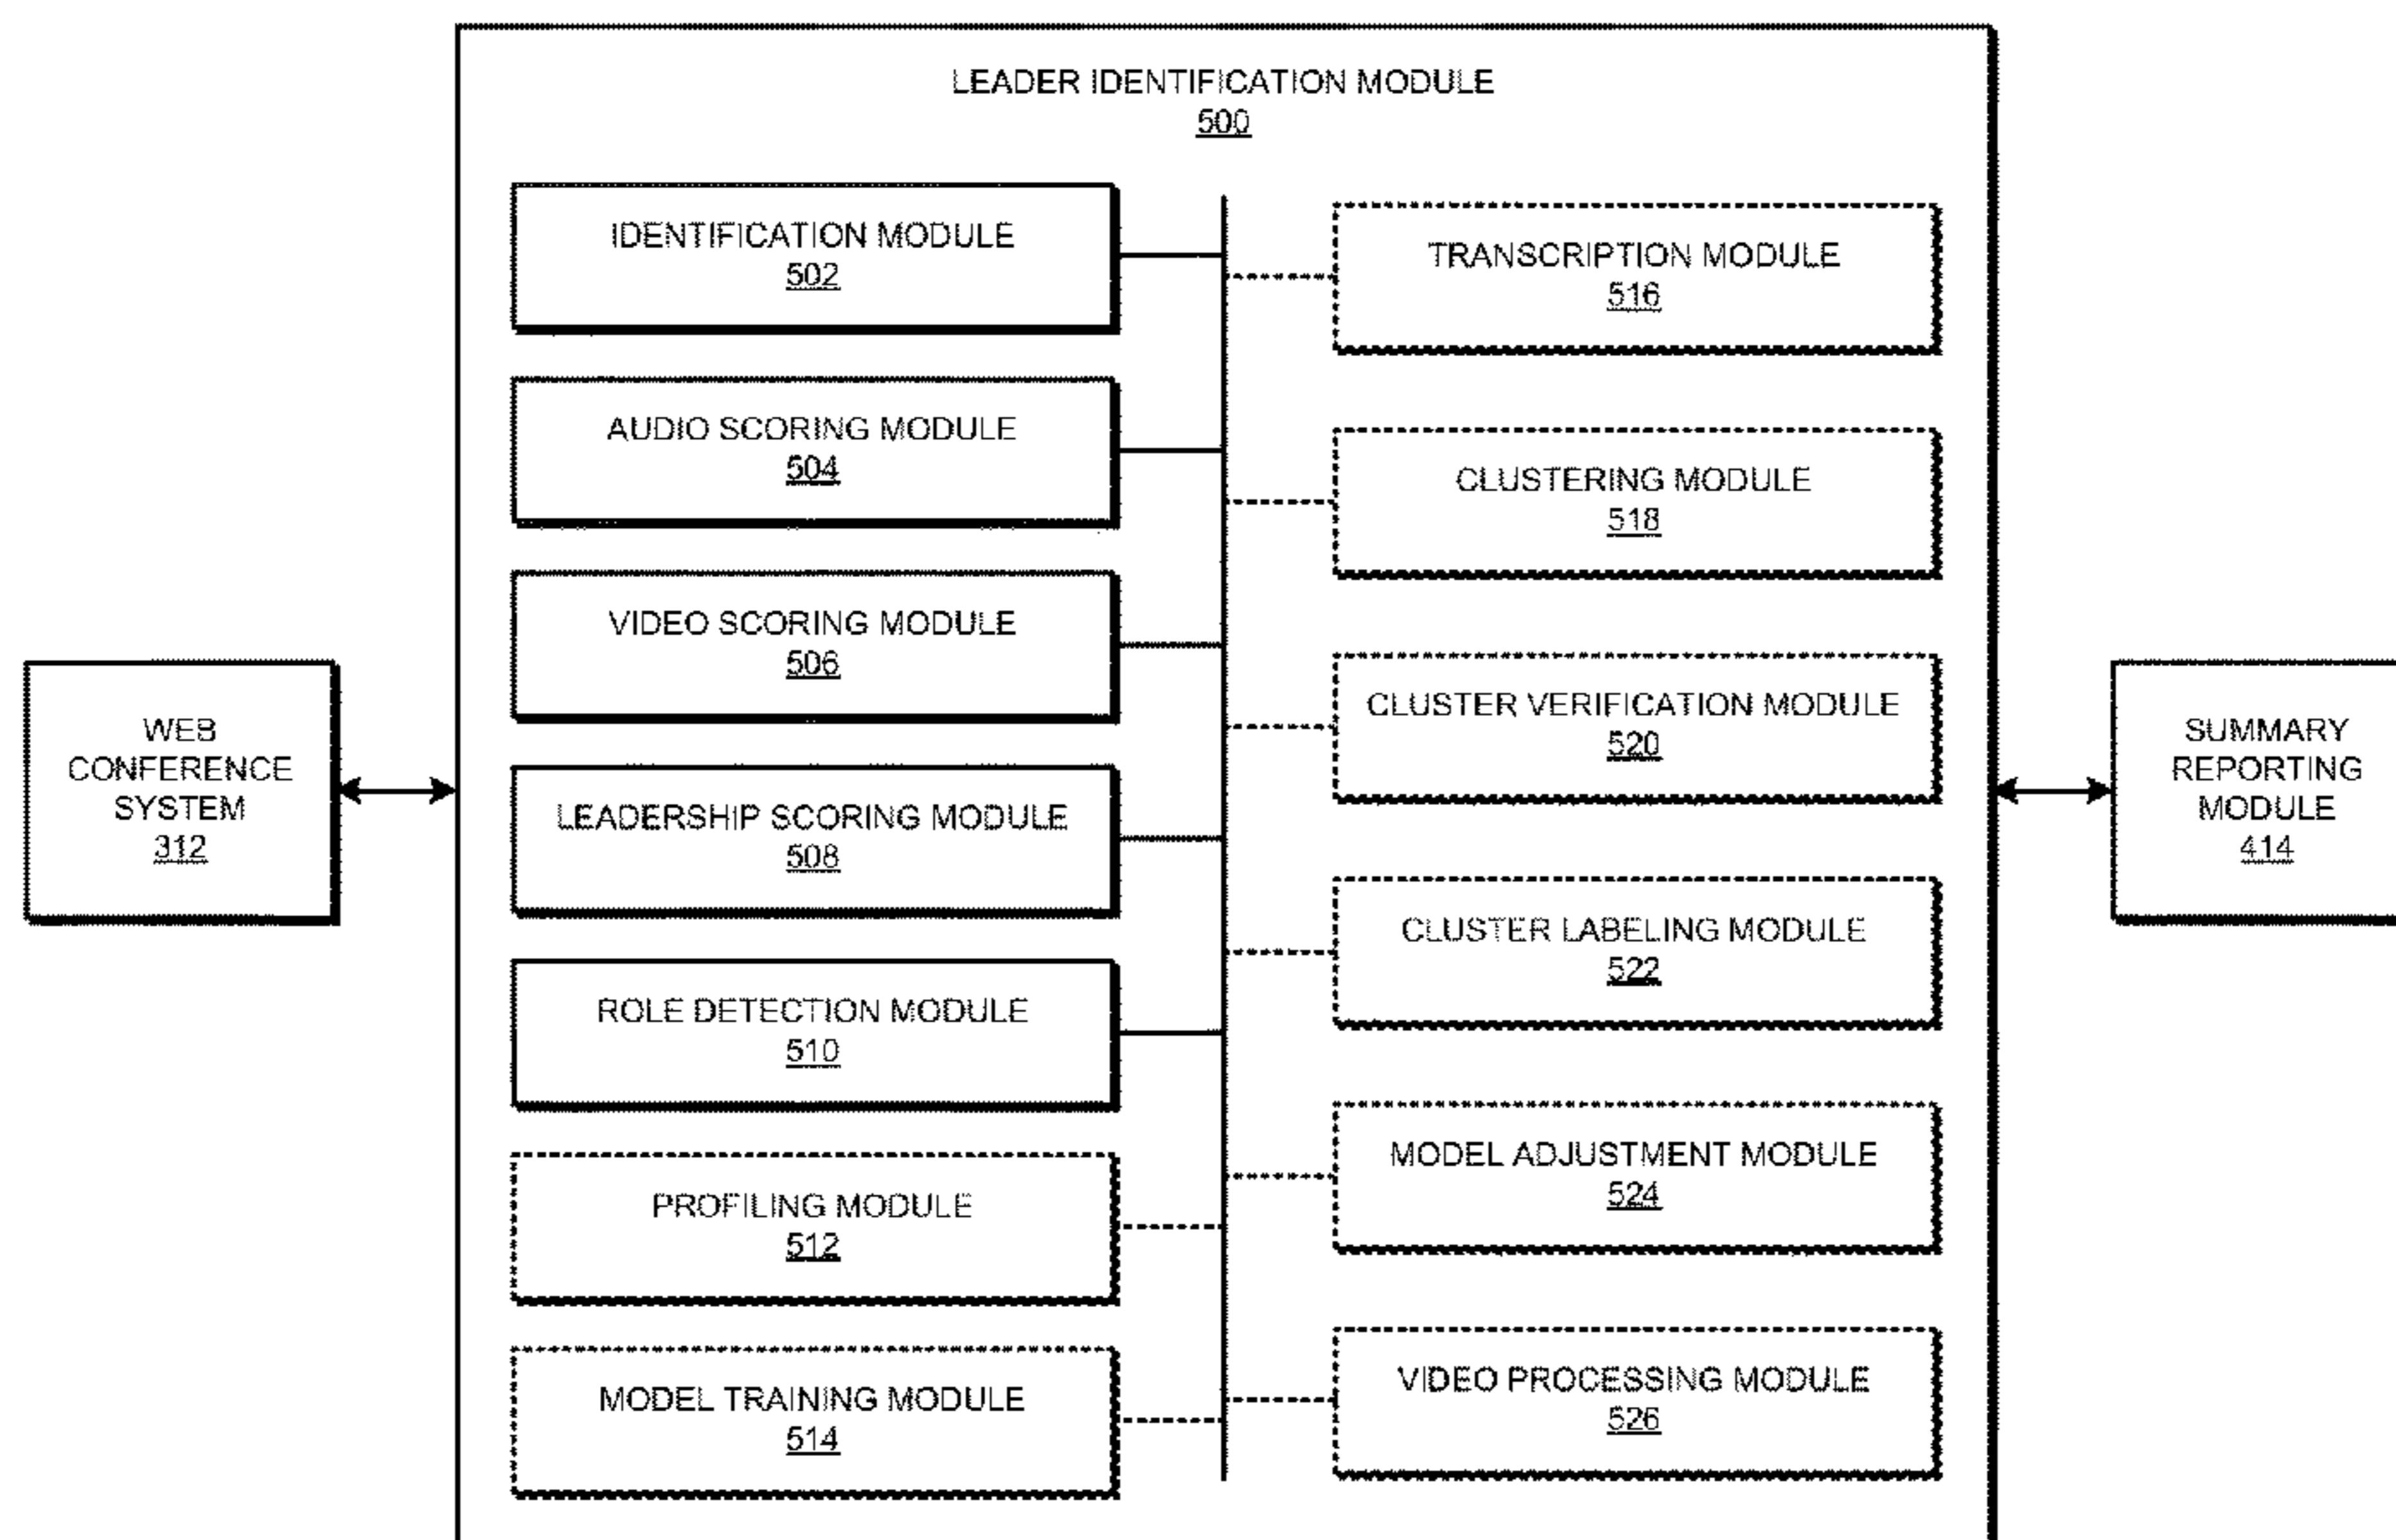 LEADER IDENTIFICATION MODULE
500
IDENTIFICATION MODULE
502
AUDIO SCORING MODULE
504
VIDEO SCORING MODULE
506
LEADERSHIP SCORING MODULE
508
ROLE DETECTION MODULE
510
PROFILING MODULE
512
MODEL TRAINING MODULE
514
TRANSCRIPTION MODULE
516
CLUSTERING MODULE
518
CLUSTER VERIFICATION MODULE
520
CLUSTER LABELING MODULE
522
MODEL ADJUSTMENT MODULE
524
VIDEO PROCESSING MODULE
526
WEB
CONFERENCE
SYSTEM
312
SUMMARY
REPORTING
MODULE
414